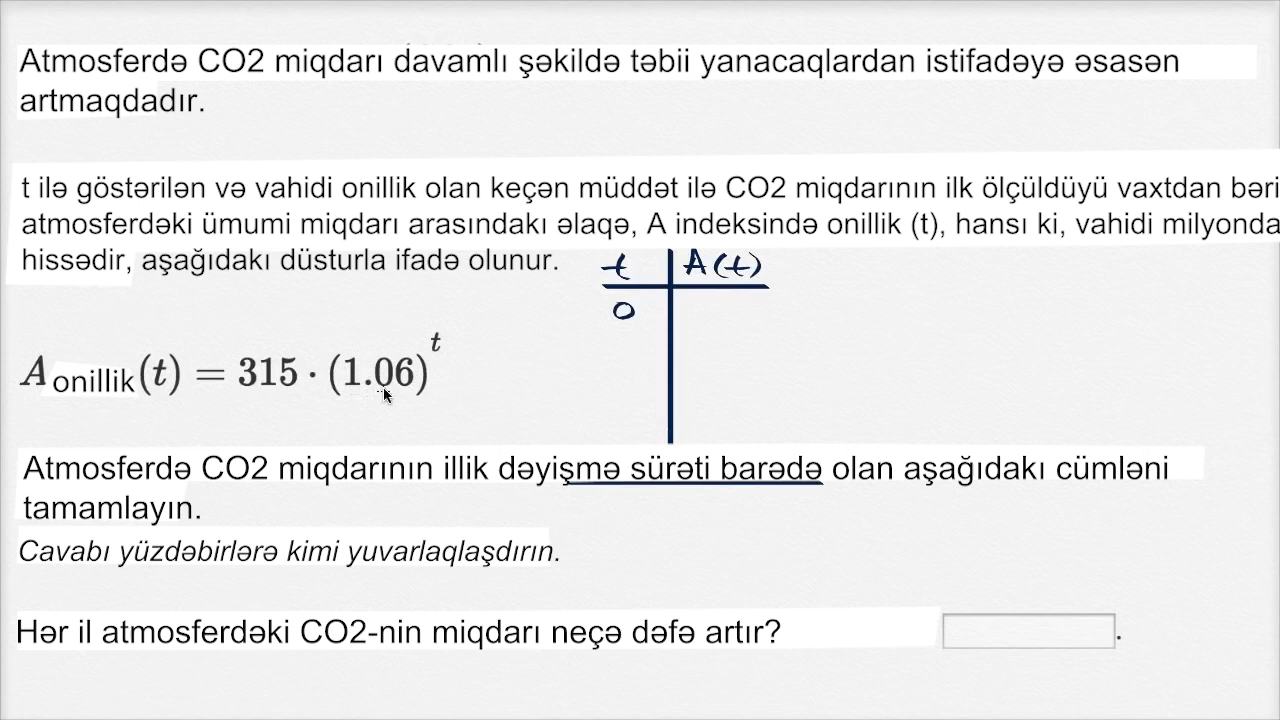 Atmosferdə CO2 miqdarı davamlı şəkildə təbii yanacaqlardan istifadəyə əsasən
artmaqdadır.
t ilə göstərilən və vahidi onillik olan keçən müddət ilə CO2 miqdarının ilk ölçüldüyü vaxtdan bəri
atmosferdəki ümumi miqdarı arasındakı əlaqə, A indeksində onillik (t), hansı ki, vahidi milyonda
hissədir, aşağıdakı düsturla ifadə olunur.
t A(t)
0
A onillik (t) = 315 · (1.06)^t
Atmosferdə CO2 miqdarının illik dəyişmə sürəti barədə olan aşağıdakı cümləni
tamamlayın.
Cavabı yüzdəbirlərə kimi yuvarlaqlaşdırın.
Hər il atmosferdəki CO2-nin miqdarı neçə dəfə artır? .